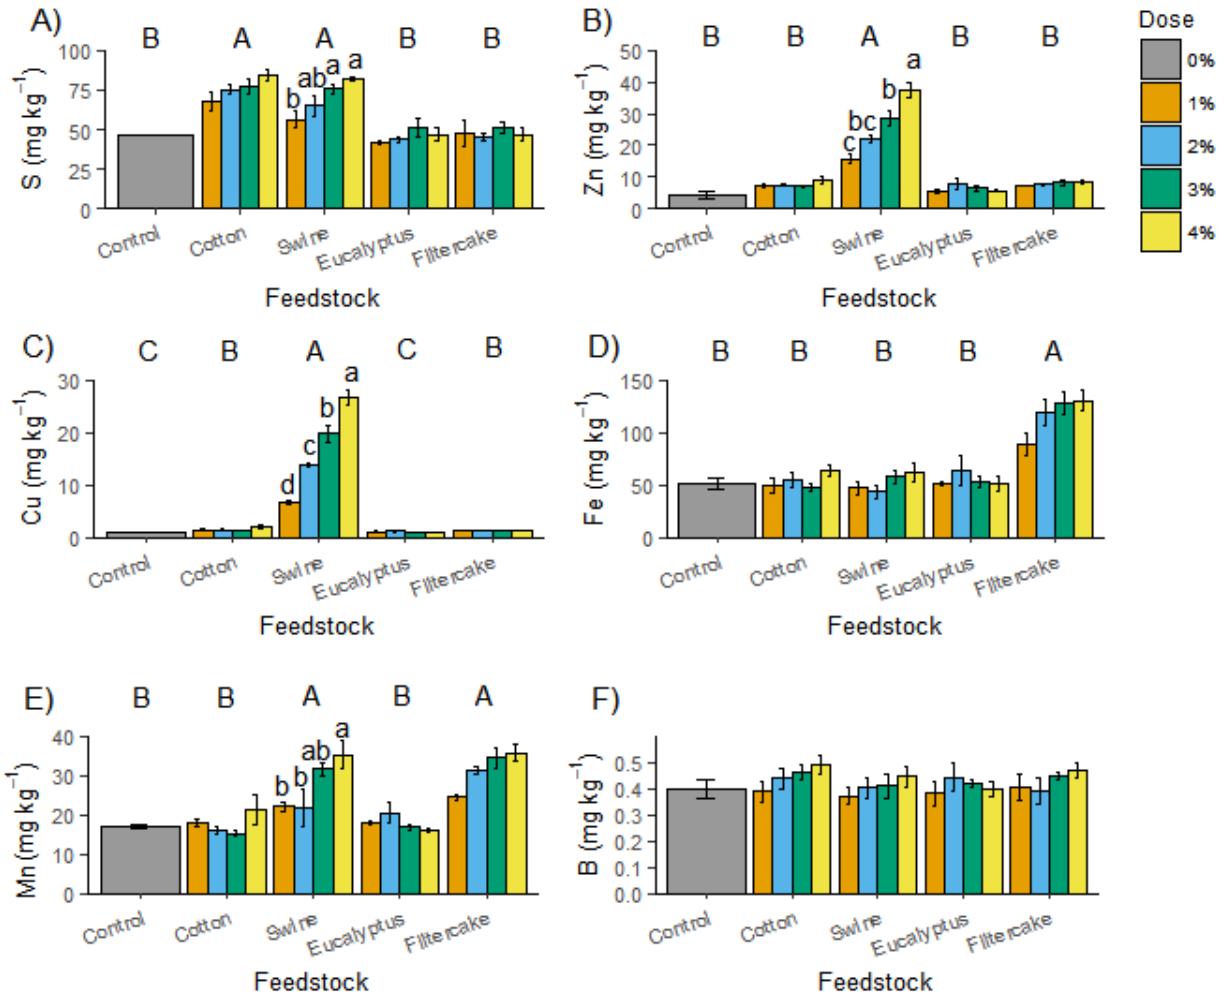 A)
B A A B B
S (mg kg⁻¹)
100
75
50
25
0
b ab a a
Control Cotton Swine Eucalyptus Filtercake
Feedstock
B)
B B A B B
Zn (mg kg⁻¹)
50
40
30
20
10
0
c bc b a
Control Cotton Swine Eucalyptus Filtercake
Feedstock
Dose
0%
1%
2%
3%
4%
C)
C B A C B
Cu (mg kg⁻¹)
30
20
10
0
d c b a
Control Cotton Swine Eucalyptus Filtercake
Feedstock
D)
B B B B A
Fe (mg kg⁻¹)
150
100
50
0
Control Cotton Swine Eucalyptus Filtercake
Feedstock
E)
B B A B A
Mn (mg kg⁻¹)
40
30
20
10
0
b b ab a
Control Cotton Swine Eucalyptus Filtercake
Feedstock
F)
B (mg kg⁻¹)
0.5
0.4
0.3
0.2
0.1
0.0
Control Cotton Swine Eucalyptus Filtercake
Feedstock